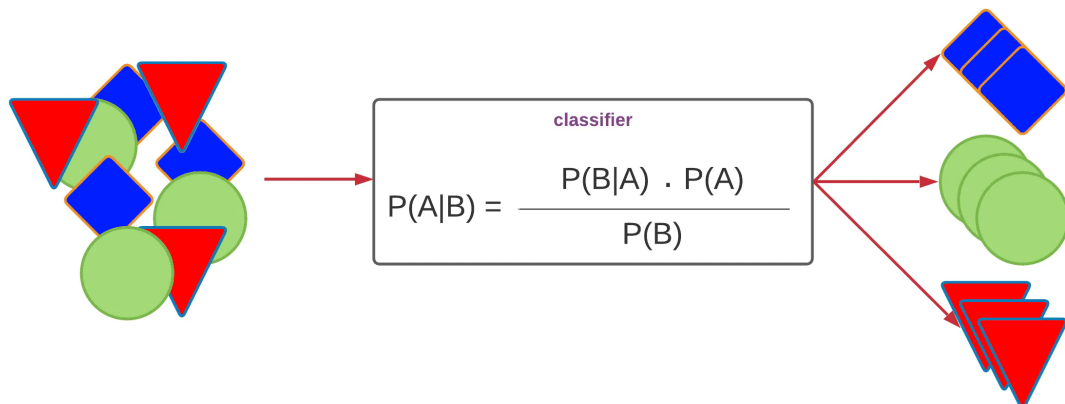 classifier
P(B|A) . P(A)
P(A|B) =
P(B)